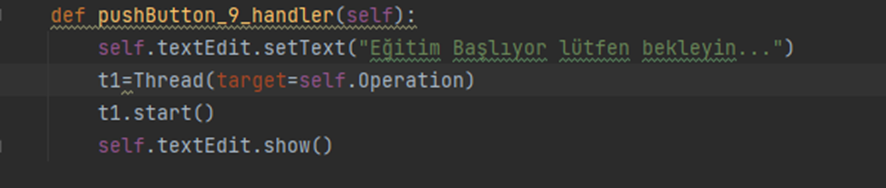 def pushButton_9_handler(self):
    self.textEdit.setText("Eğitim Başlıyor lütfen bekleyin...")
    t1=Thread(target=self.Operation)
    t1.start()
    self.textEdit.show()